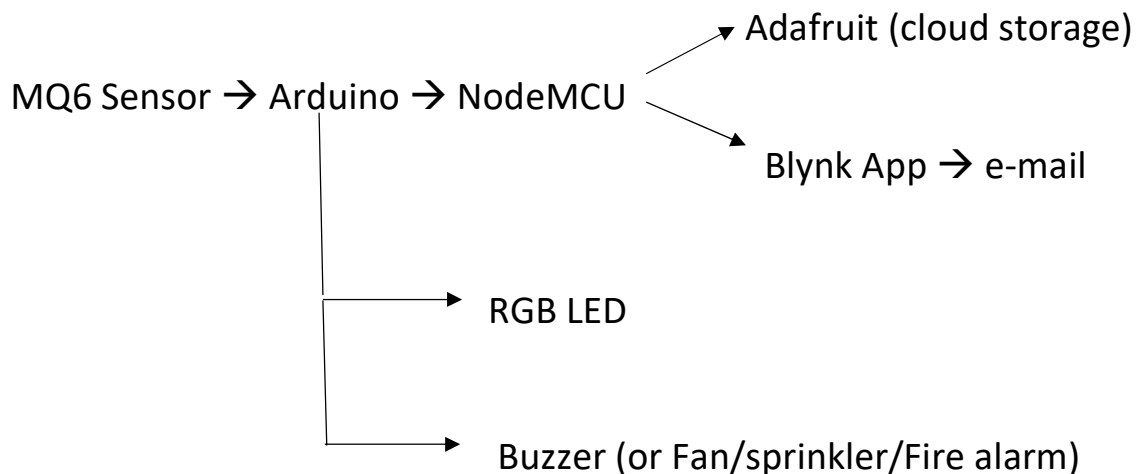 Adafruit (cloud storage)
MQ6 Sensor → Arduino → NodeMCU
Blynk App → e-mail
RGB LED
Buzzer (or Fan/sprinkler/Fire alarm)